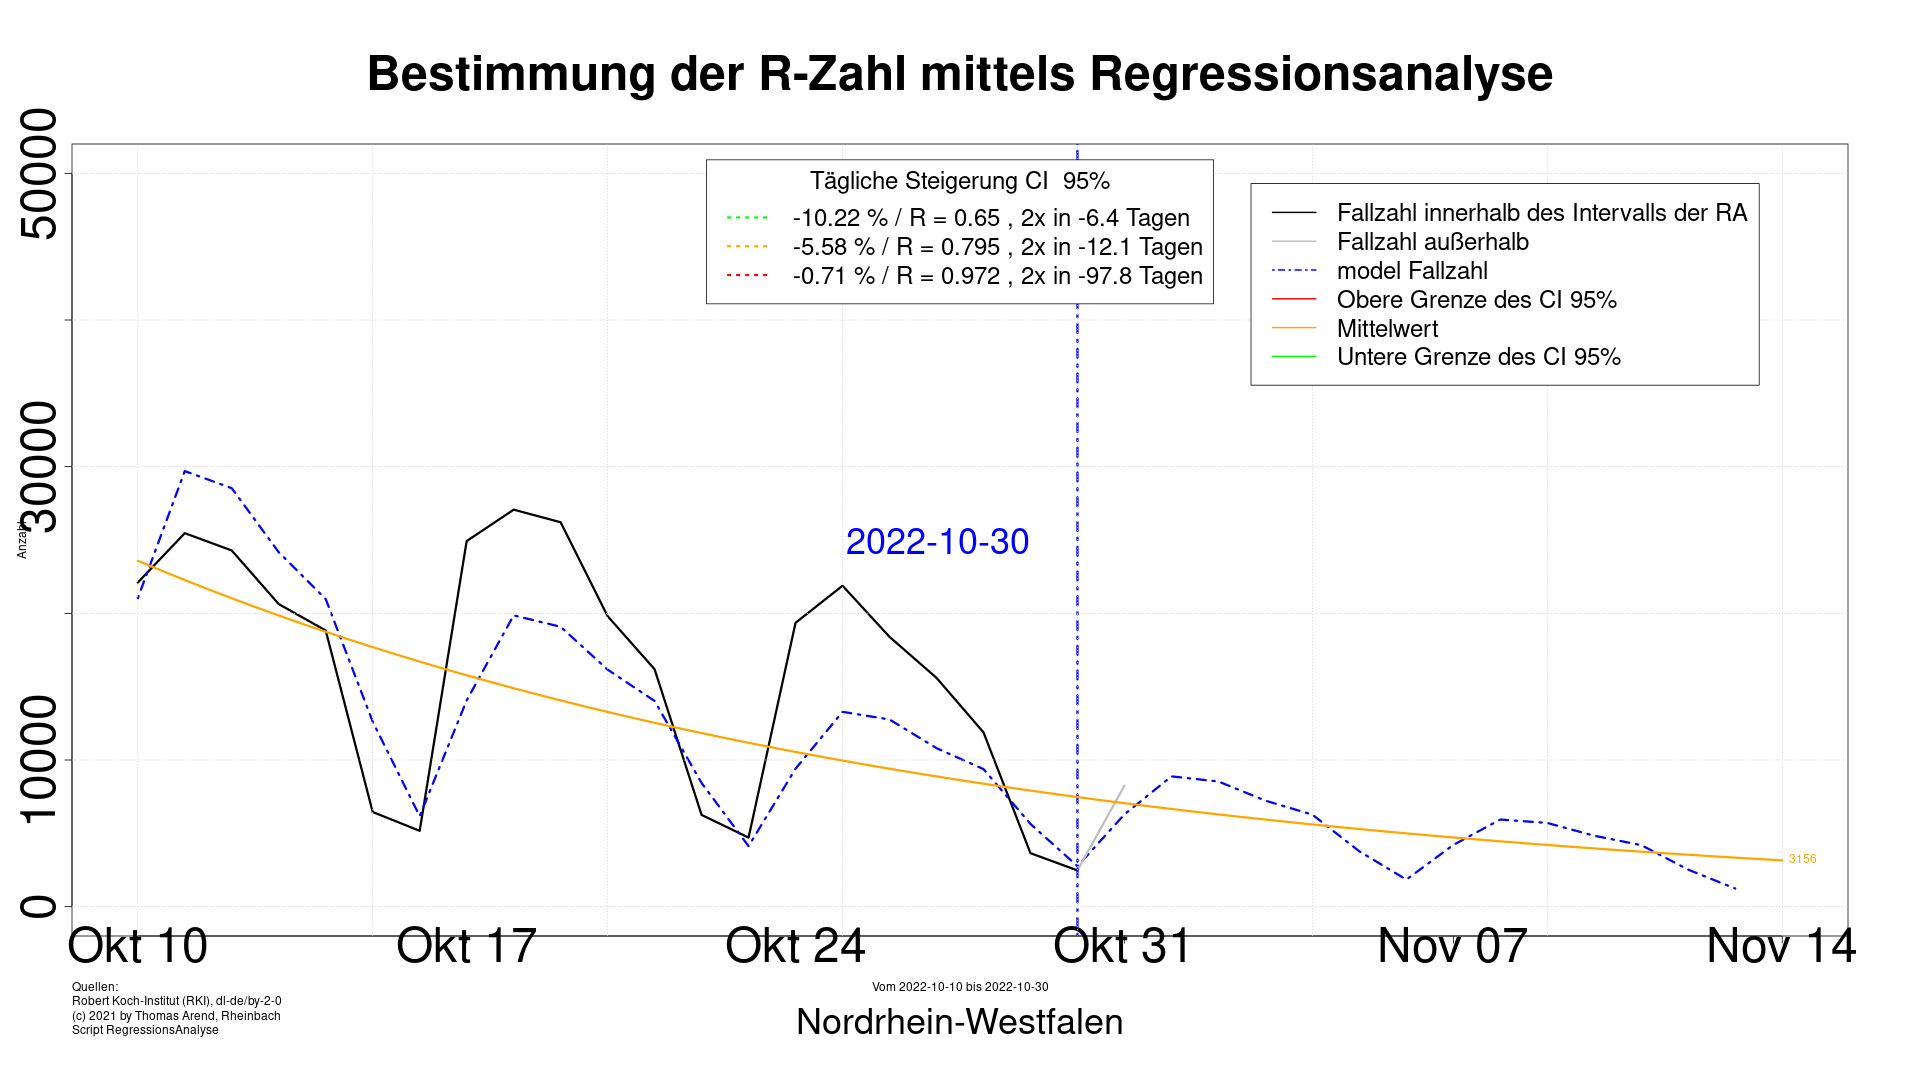 Bestimmung der R-Zahl mittels Regressionsanalyse
Tägliche Steigerung CI  95%
-10.22 % / R = 0.65 , 2x in -6.4 Tagen
-5.58 % / R = 0.795 , 2x in -12.1 Tagen
-0.71 % / R = 0.972 , 2x in -97.8 Tagen
Fallzahl innerhalb des Intervalls der RA
Fallzahl außerhalb
model Fallzahl
Obere Grenze des CI 95%
Mittelwert
Untere Grenze des CI 95%
50000
30000
10000
0
Anzahl
2022-10-30
3156
Okt 10 Okt 17 Okt 24 Okt 31 Nov 07 Nov 14
Vom 2022-10-10 bis 2022-10-30
Nordrhein-Westfalen
Quellen:
Robert Koch-Institut (RKI), dl-de/by-2-0
(c) 2021 by Thomas Arend, Rheinbach
Script RegressionsAnalyse